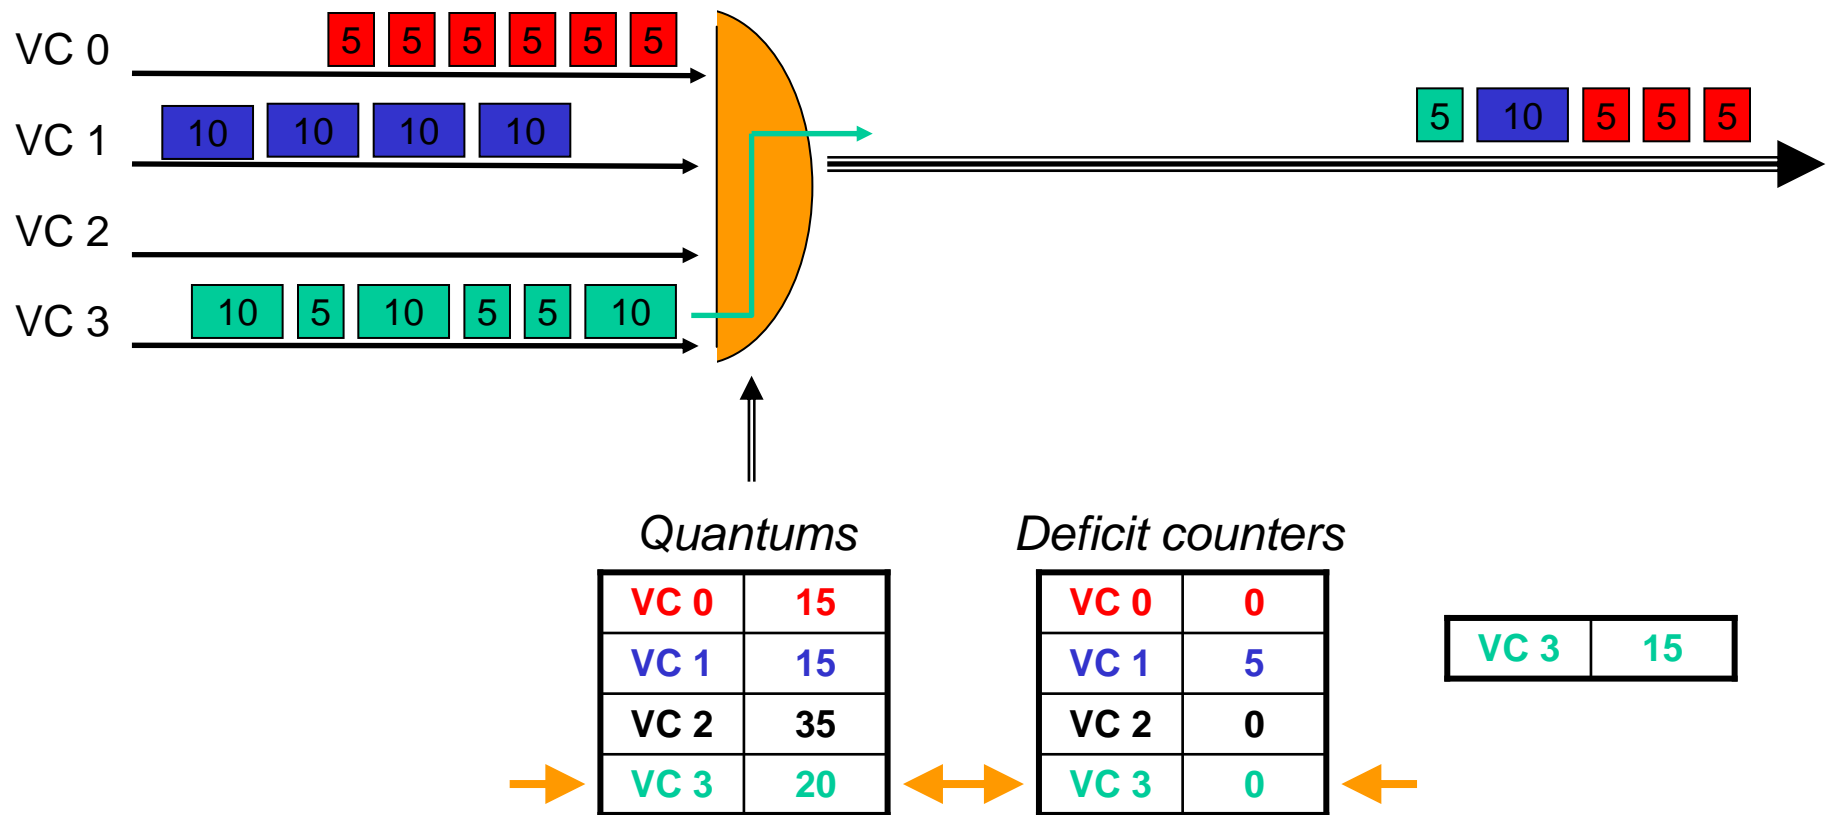 VC 0 5 5 5 5 5 5
VC 1 10 10 10 10
5 10 5 5 5
VC 2
VC 3 10 5 10 5 5 10
Quantums
VC 0 15
VC 1 15
VC 2 35
VC 3 20
Deficit counters
VC 0 0
VC 1 5
VC 2 0
VC 3 0
VC 3 15